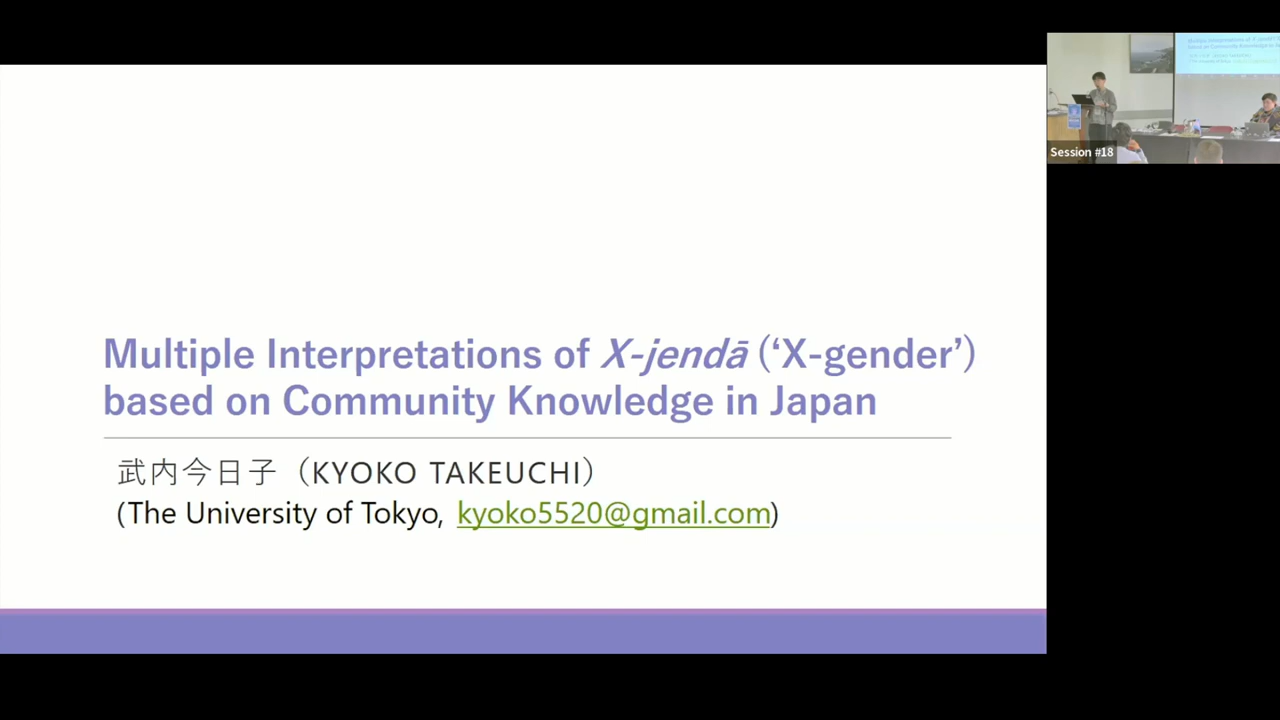 Multiple Interpretations of X-jendā (‘X-gender’)
based on Community Knowledge in Japan
武内今日子（KYOKO TAKEUCHI）
(The University of Tokyo, kyoko5520@gmail.com)
Session #18